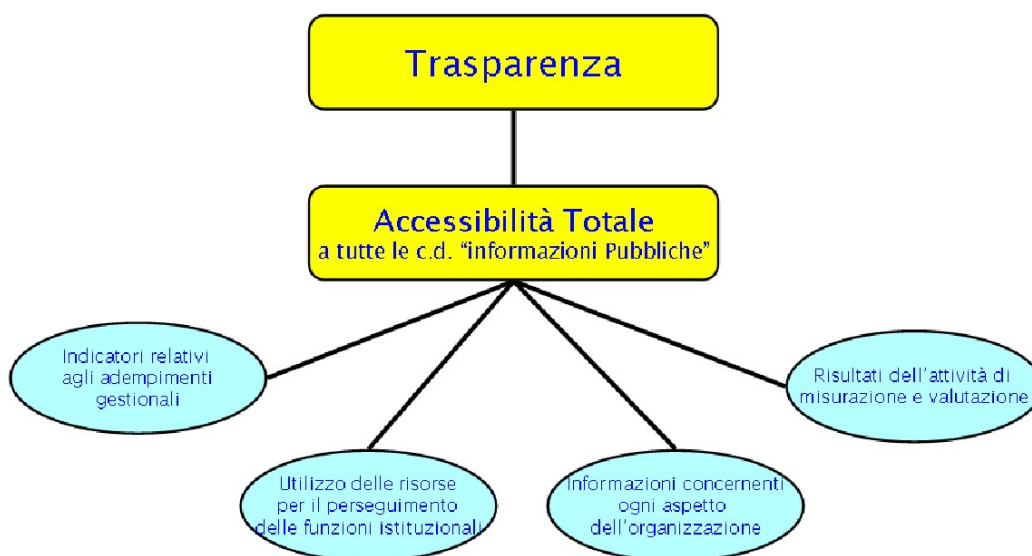 Trasparenza
Accessibilità Totale
a tutte le c.d. “informazioni Pubbliche”
Indicatori relativi
agli adempimenti
gestionali
Utilizzo delle risorse
per il perseguimento
delle funzioni istituzionali
Informazioni concernenti
ogni aspetto
dell’organizzazione
Risultati dell’attività di
misurazione e valutazione